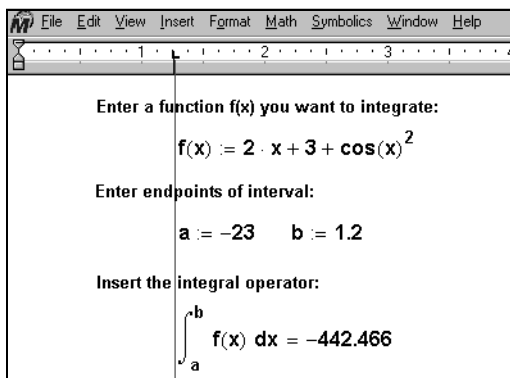 File Edit View Insert Format Math Symbolics Window Help
1 2 3
Enter a function f(x) you want to integrate:
f(x) := 2 · x + 3 + cos(x)²
Enter endpoints of interval:
a := −23 b := 1.2
Insert the integral operator:
∫ₐᵇ f(x) dx = −442.466